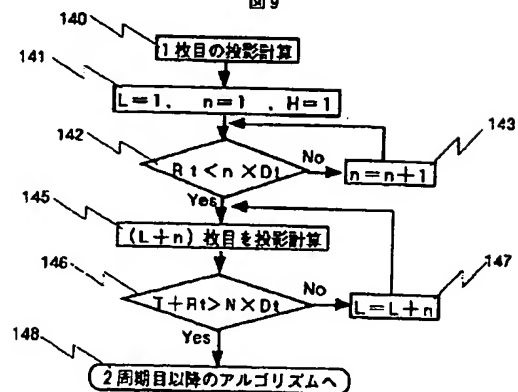 図9
140
1枚目の投影計算
141
L=1, n=1, H=1
142
Rt<n×Dt
No
143
n=n+1
Yes
145
(L+n)枚目を投影計算
146
T+Rt>N×Dt
No
147
L=L+n
Yes
148
2周期目以降のアルゴリズムへ